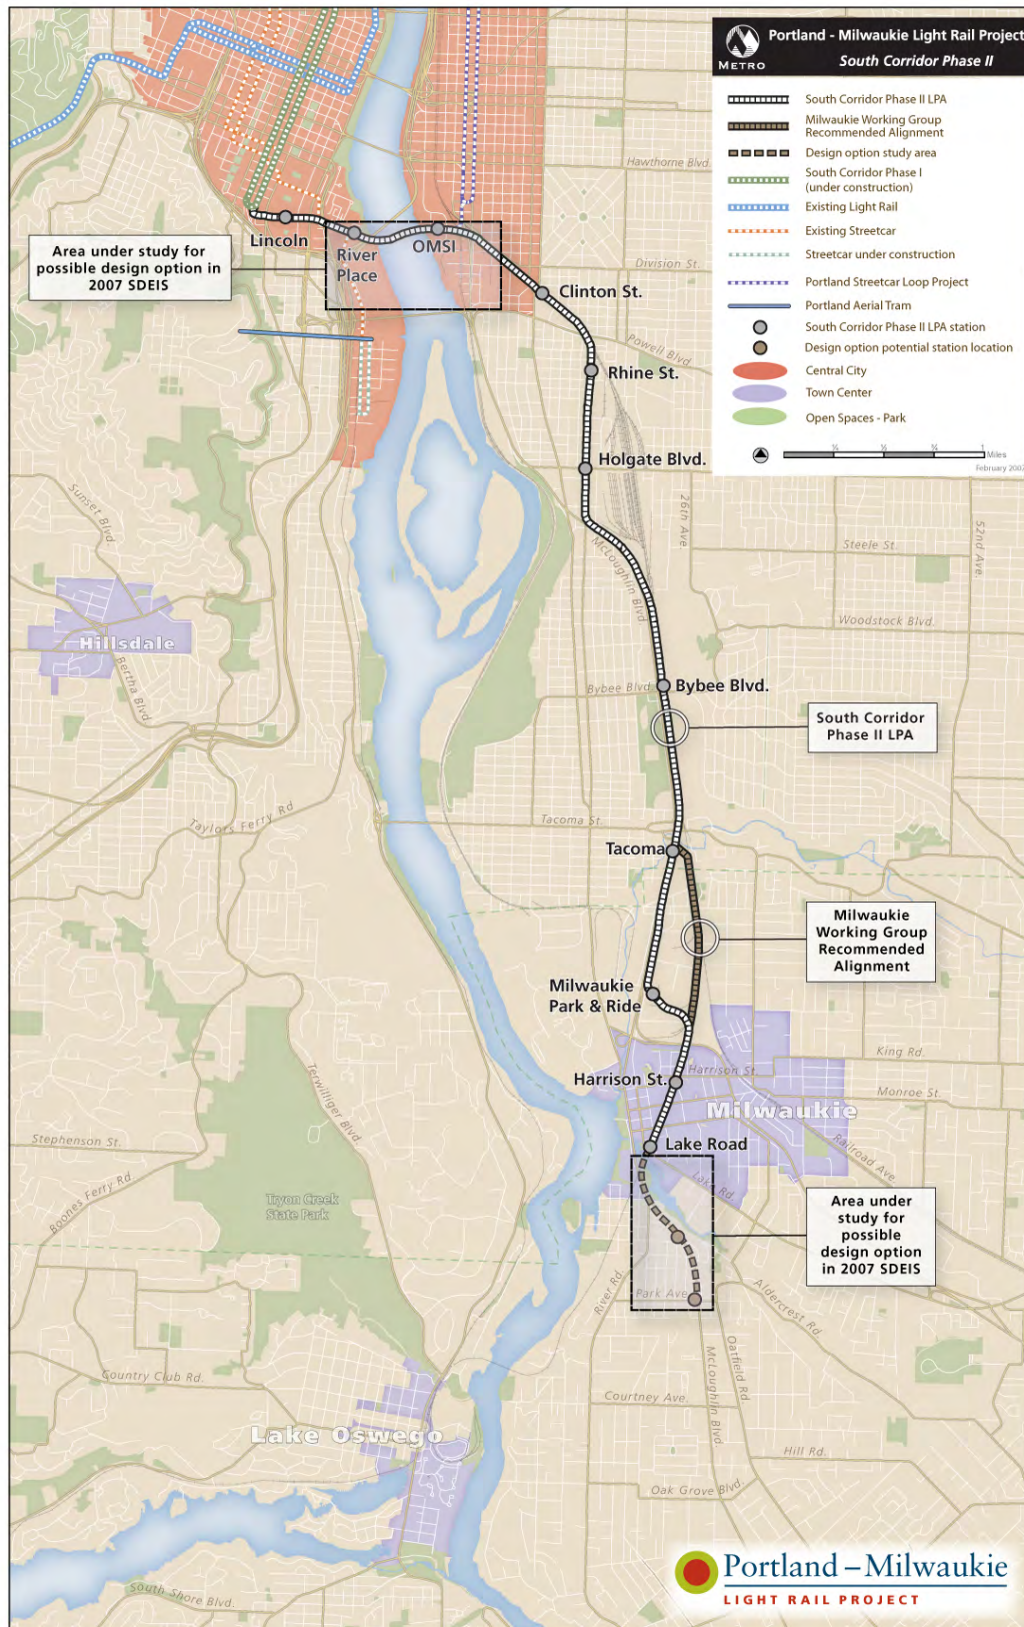 Portland - Milwaukie Light Rail Project
South Corridor Phase II
METRO
South Corridor Phase II LPA
Milwaukie Working Group
Recommended Alignment
Design option study area
South Corridor Phase I
(under construction)
Existing Light Rail
Existing Streetcar
Streetcar under construction
Portland Streetcar Loop Project
Portland Aerial Tram
South Corridor Phase II LPA station
Design option potential station location
Central City
Town Center
Open Spaces - Park
1
Miles
February 2007
Hawthorne Blvd.
Lincoln
River
Place
OMSI
Area under study for
possible design option in
2007 SDEIS
Division St.
Clinton St.
Powell Blvd
Rhine St.
Holgate Blvd.
Sunset Blvd
26th Ave
52nd Ave.
Steele St.
McLoughlin Blvd
Woodstock Blvd.
Hillsdale
Bertha Blvd
Bybee Blvd
Bybee Blvd.
South Corridor
Phase II LPA
Taylors Ferry Rd
Tacoma St.
Tacoma
Milwaukie
Working Group
Recommended
Alignment
Milwaukie
Park & Ride
Terwilliger Blvd
King Rd.
Harrison St.
Harrison St.
Monroe St.
Milwaukie
Stephenson St.
Lake Road
Railroad Ave.
Lake Rd.
Boones Ferry Rd
Tryon Creek
State Park
Area under
study for
possible
design option
in 2007 SDEIS
River Rd.
Park Ave
Aldercrest Rd.
Oatfield Rd.
McLoughlin Blvd
Country Club Rd.
Courtney Ave.
Lake Oswego
Hill Rd.
Oak Grove Blvd.
South Shore Blvd.
Portland – Milwaukie
LIGHT RAIL PROJECT